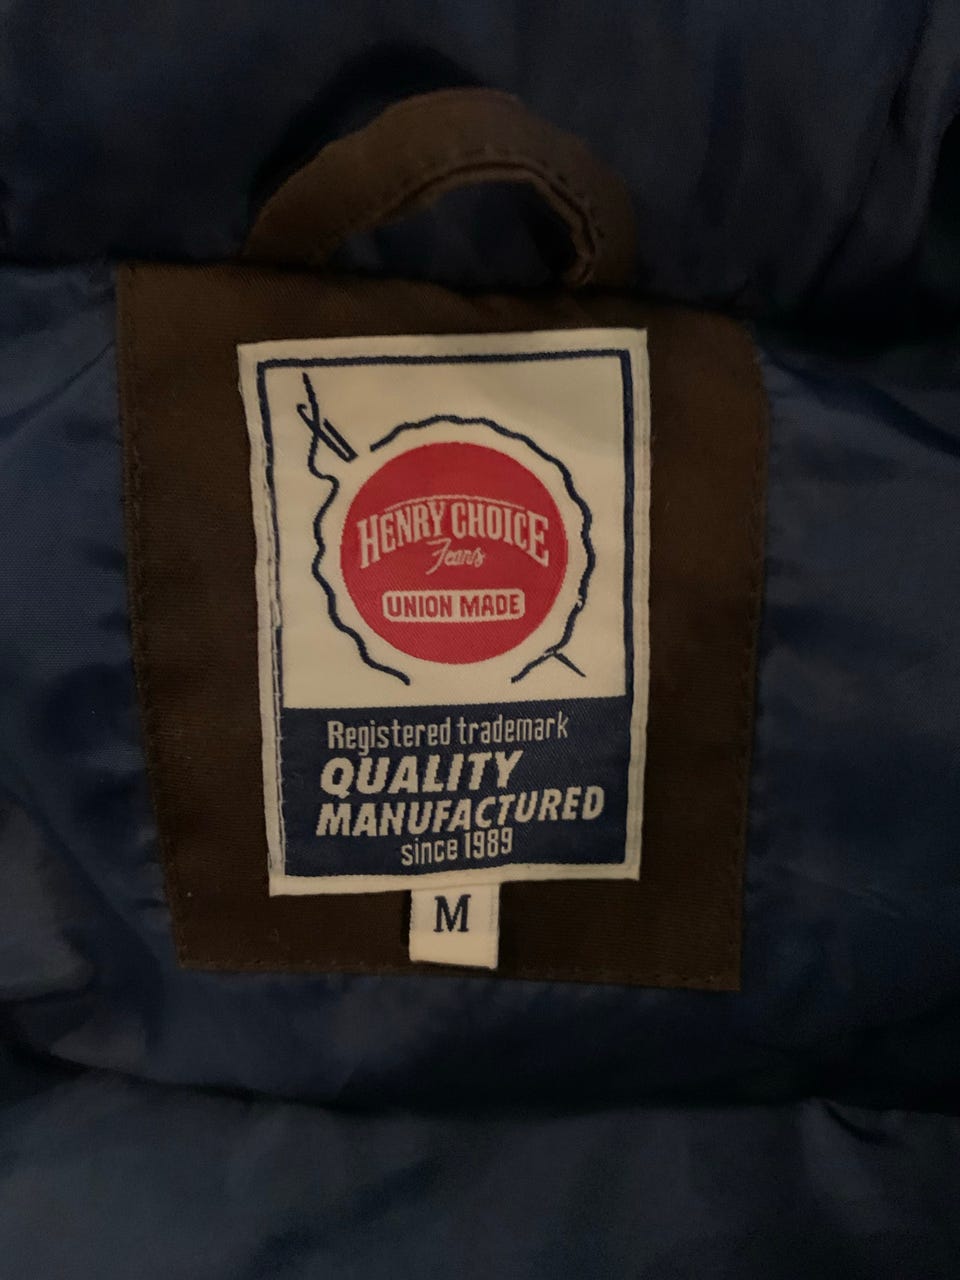 HENRY CHOICE
Jeans
UNION MADE
Registered trademark
QUALITY
MANUFACTURED
since 1989
M